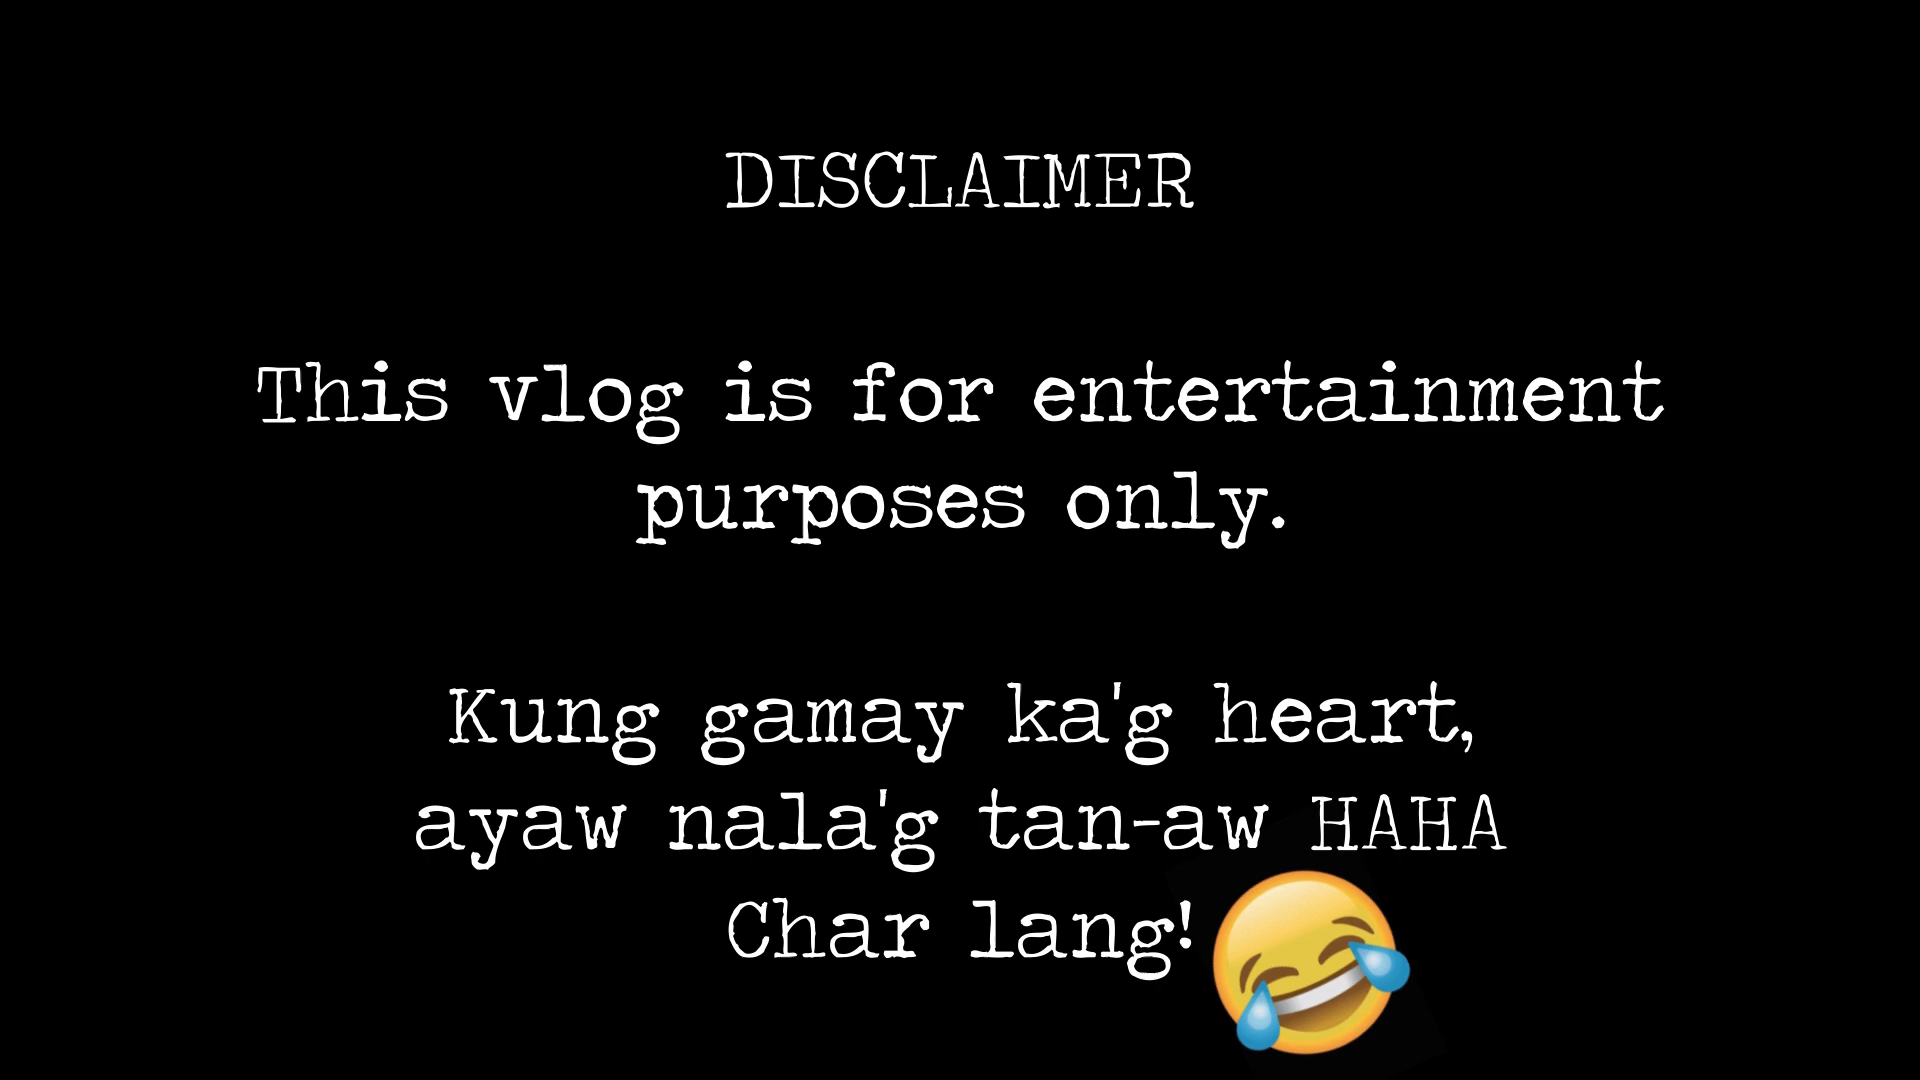 DISCLAIMER
This vlog is for entertainment
purposes only.
Kung gamay ka'g heart,
ayaw nala'g tan-aw HAHA
Char lang!